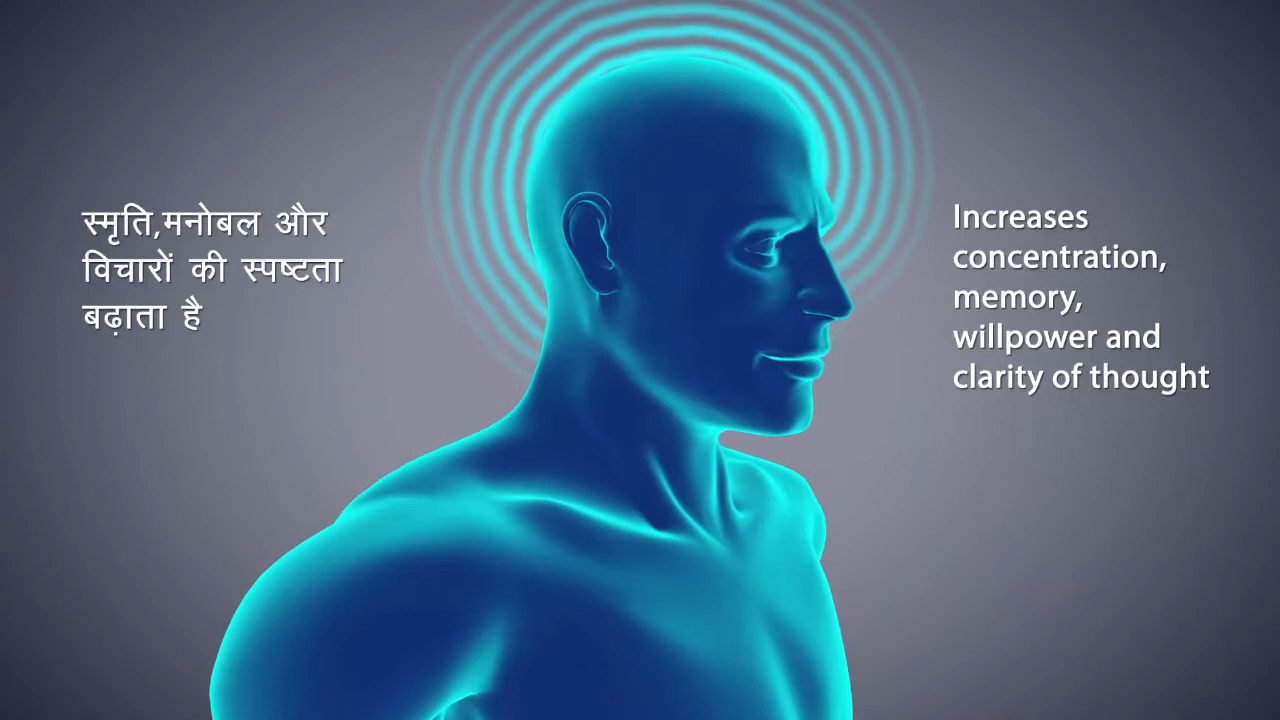 स्मृति,मनोबल और
विचारों की स्पष्टता
बढ़ाता है
Increases
concentration,
memory,
willpower and
clarity of thought